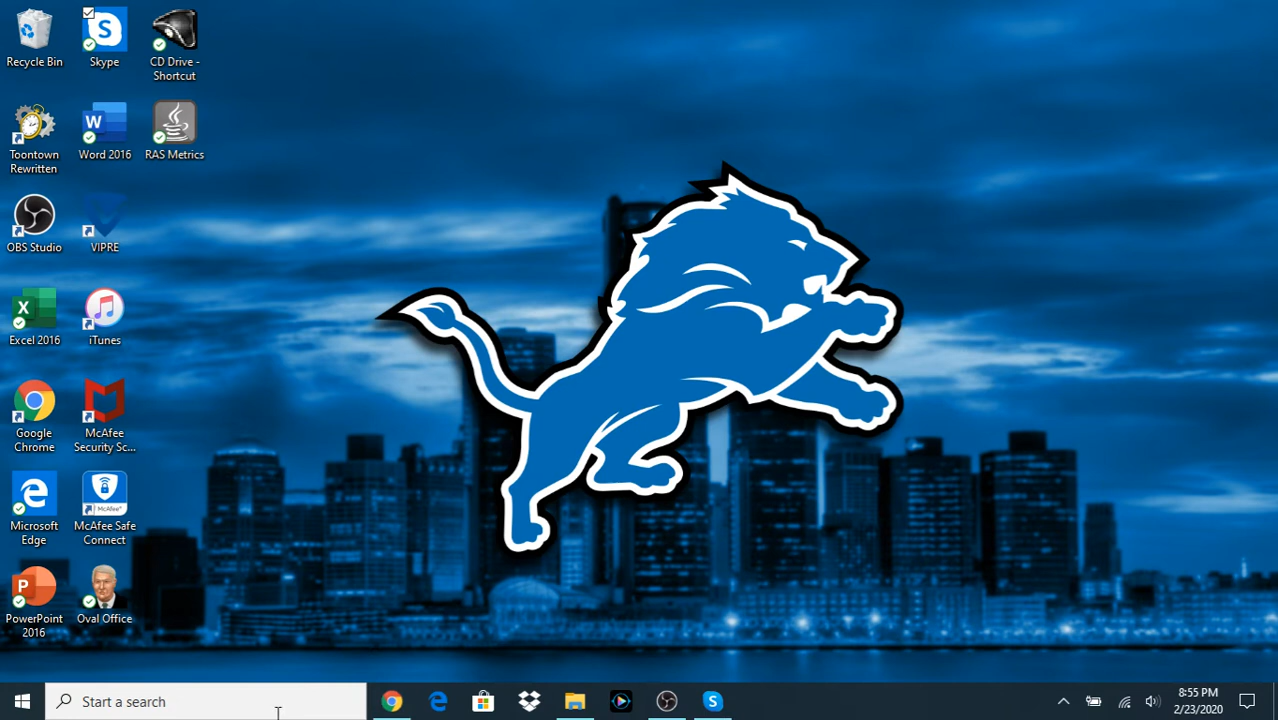 Recycle Bin
Skype
CD Drive -
Shortcut
Toontown
Rewritten
Word 2016
RAS Metrics
OBS Studio
VIPRE
Excel 2016
iTunes
Google
Chrome
McAfee
Security Sc...
Microsoft
Edge
McAfee Safe
Connect
PowerPoint
2016
Oval Office
Start a search
8:55 PM
2/23/2020